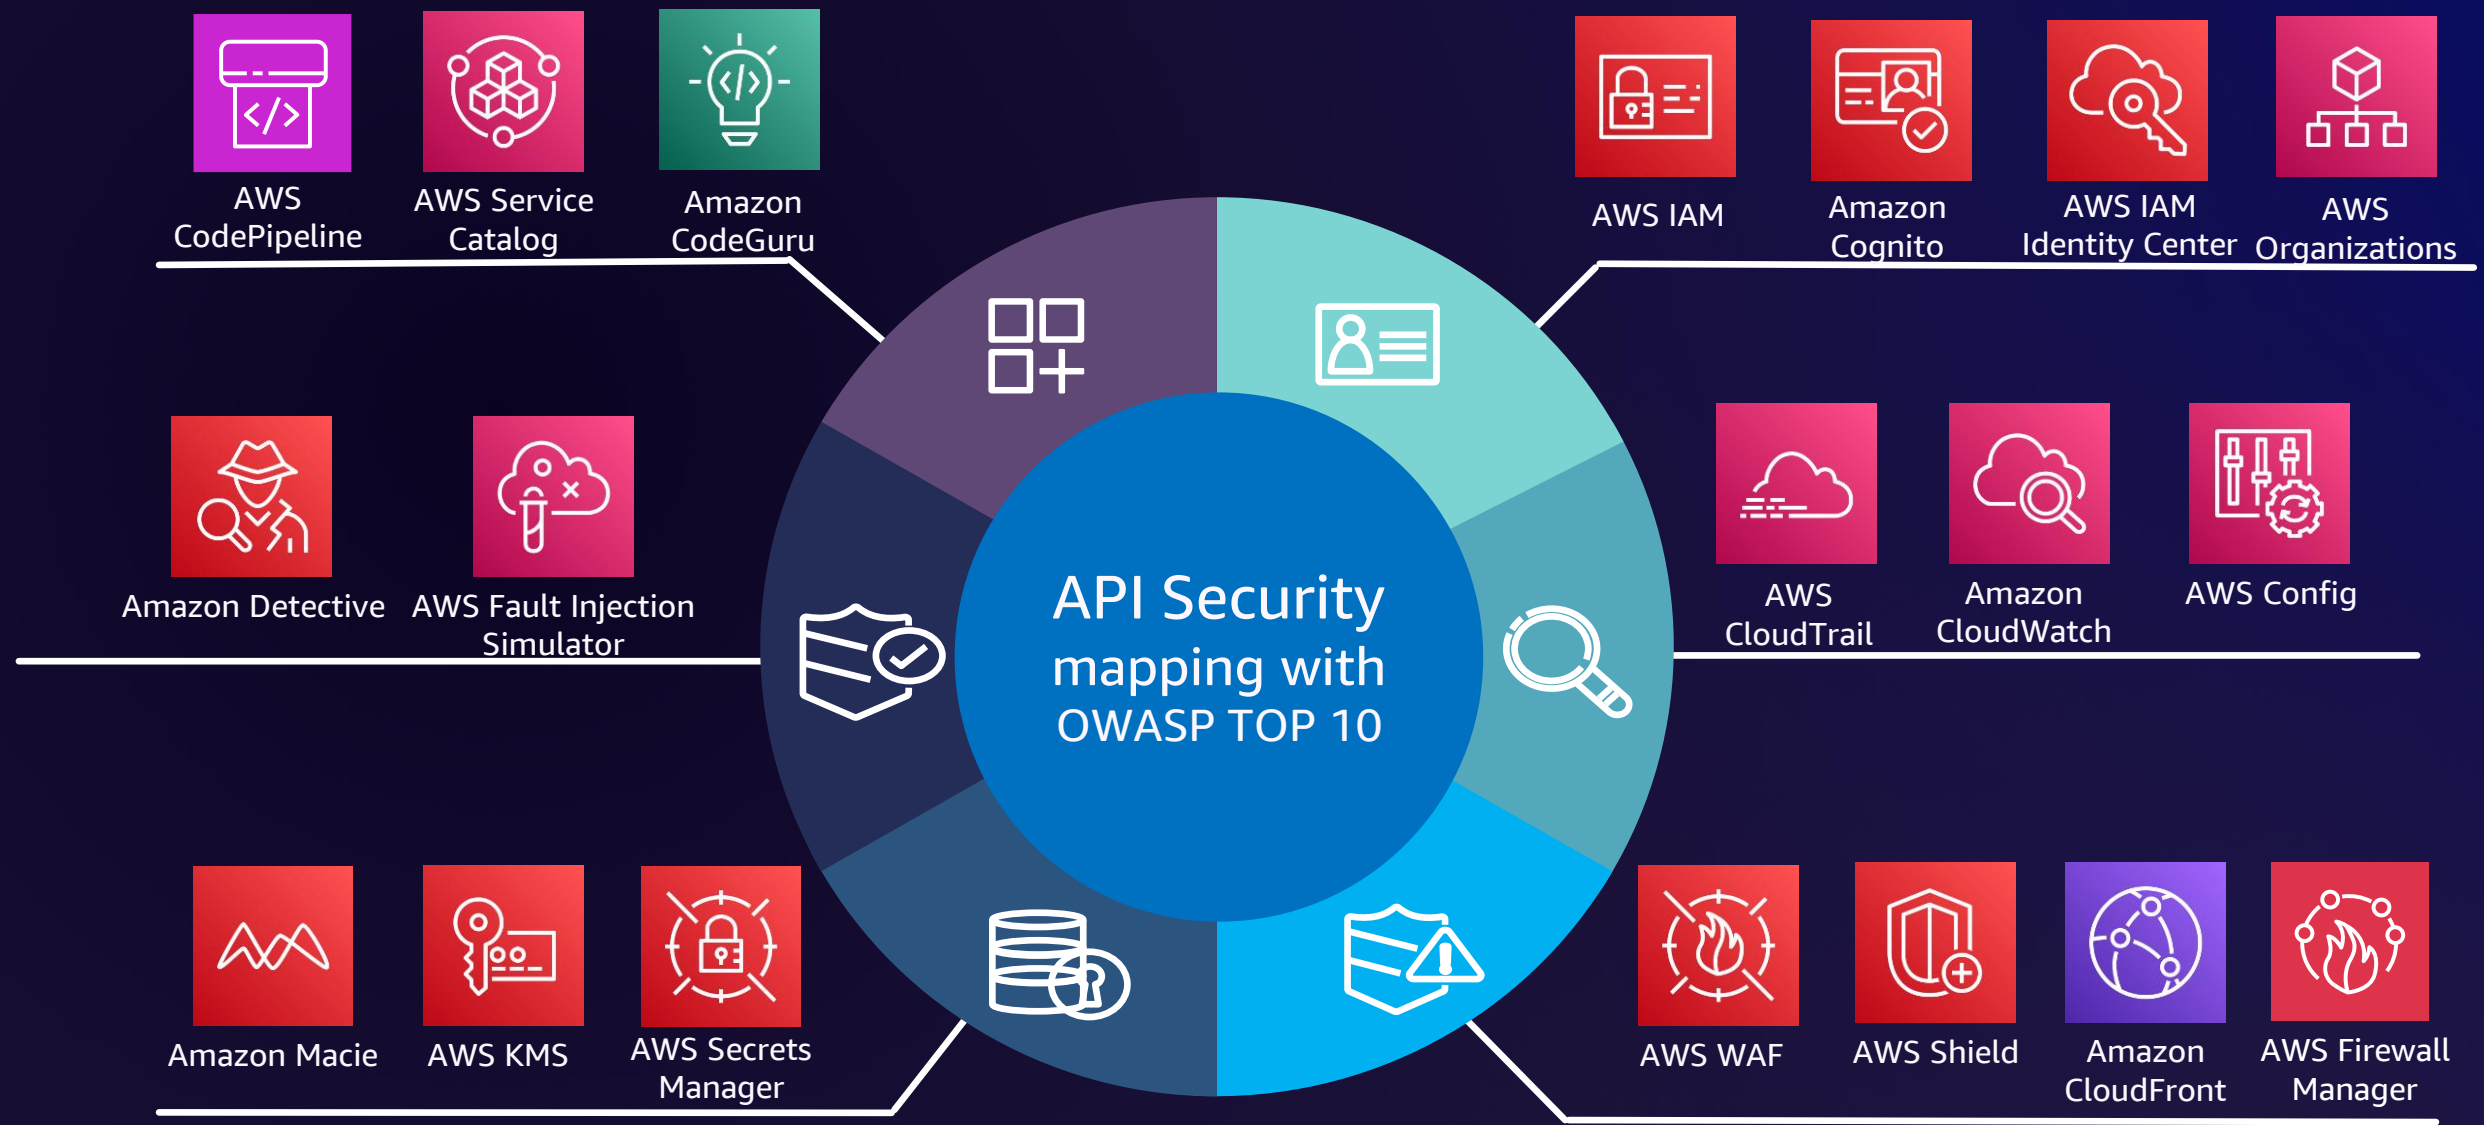 AWS
CodePipeline
AWS Service
Catalog
Amazon
CodeGuru
AWS IAM
Amazon
Cognito
AWS IAM
Identity Center
AWS
Organizations
Amazon Detective
AWS Fault Injection
Simulator
API Security
mapping with
OWASP TOP 10
AWS
CloudTrail
Amazon
CloudWatch
AWS Config
Amazon Macie
AWS KMS
AWS Secrets
Manager
AWS WAF
AWS Shield
Amazon
CloudFront
AWS Firewall
Manager